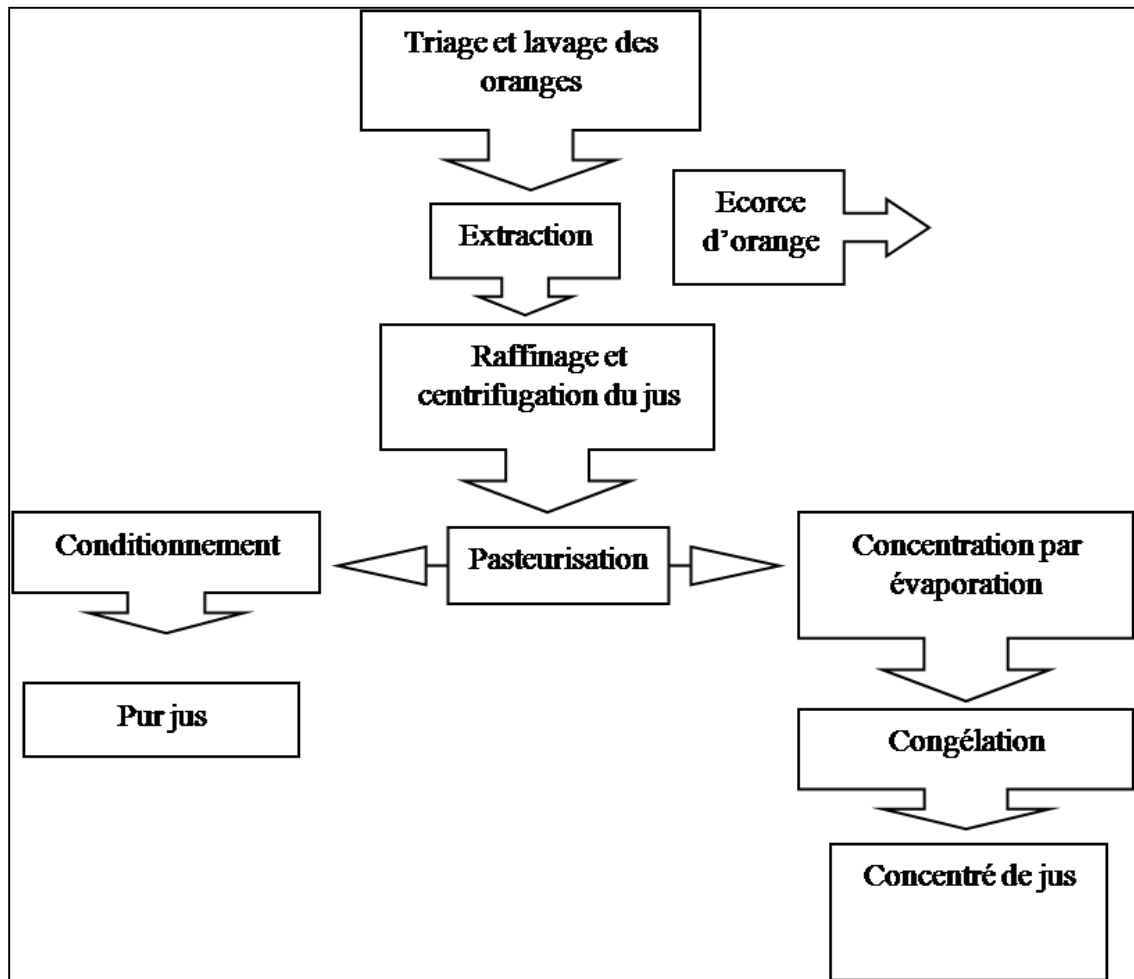 Triage et lavage des
oranges
Extraction
Ecorce
d’orange
Raffinage et
centrifugation du jus
Conditionnement
Pasteurisation
Concentration par
évaporation
Pur jus
Congélation
Concentré de jus